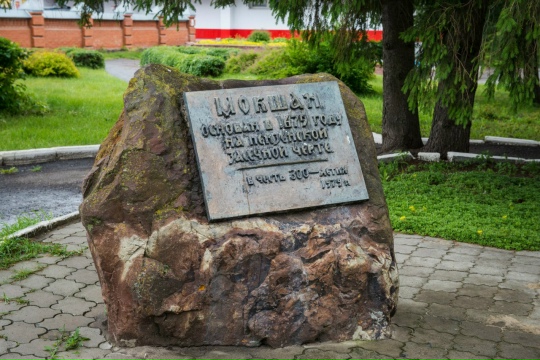 МОКШАН
ОСНОВАН В 1679 ГОДУ
НА ПЕНЗЕНСКОЙ
ЗАСЕЧНОЙ ЧЕРТЕ
В ЧЕСТЬ 300-ЛЕТИЯ
1979 Г.